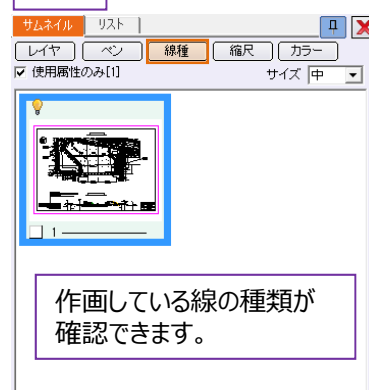 サムネイル リスト
レイヤ ペン 線種 縮尺 カラー
使用属性のみ[1] サイズ 中
1
作画している線の種類が
確認できます。